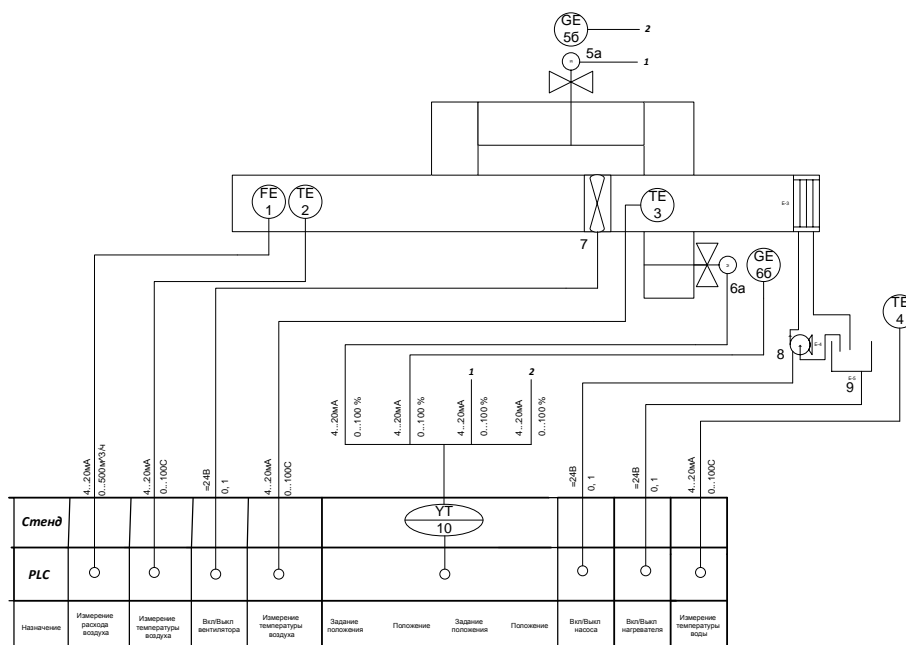 GE
5б
2
5а
1
FE
1
TE
2
TE
3
E-3
7
GE
6б
6а
TE
4
8
E-4
E-5
9
1
2
4...20мА
0...500м^3/ч
4...20мА
0...100С
=24В
0, 1
4...20мА
0...100С
4...20мА
0...100 %
4...20мА
0...100 %
4...20мА
0...100 %
4...20мА
0...100 %
=24В
0, 1
=24В
0, 1
4...20мА
0...100С
Стенд
YT
10
PLC
Назначение
Измерение
расхода
воздуха
Измерение
температуры
воздуха
Вкл/Выкл
вентилятора
Измерение
температуры
воздуха
Задание
положения
Положение
Задание
положения
Положение
Вкл/Выкл
насоса
Вкл/Выкл
нагревателя
Измерение
температуры
воды